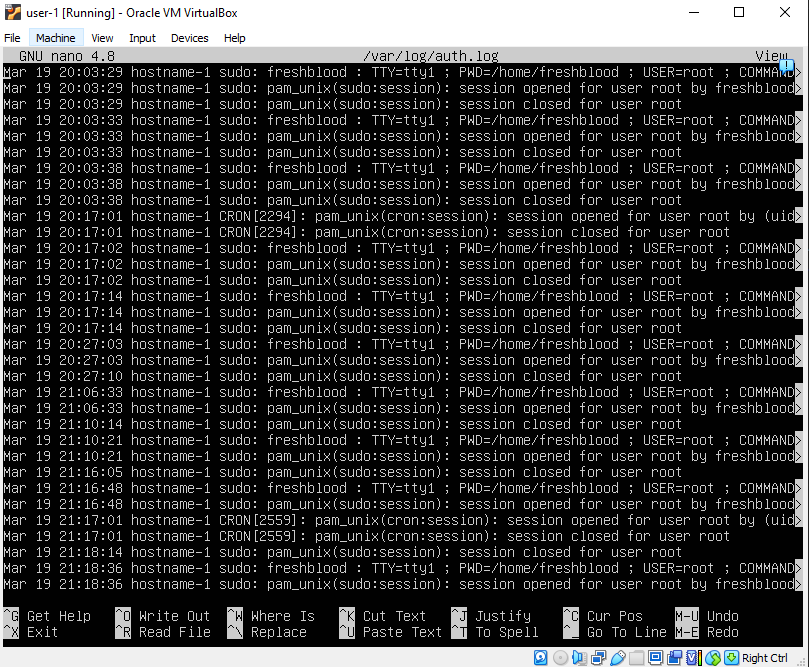 user-1 [Running] - Oracle VM VirtualBox
File Machine View Input Devices Help
GNU nano 4.8 /var/log/auth.log View
Mar 19 20:03:29 hostname-1 sudo: freshblood : TTY=tty1 ; PWD=/home/freshblood ; USER=root ; COMMAND>
Mar 19 20:03:29 hostname-1 sudo: pam_unix(sudo:session): session opened for user root by freshblood>
Mar 19 20:03:29 hostname-1 sudo: pam_unix(sudo:session): session closed for user root
Mar 19 20:03:33 hostname-1 sudo: freshblood : TTY=tty1 ; PWD=/home/freshblood ; USER=root ; COMMAND>
Mar 19 20:03:33 hostname-1 sudo: pam_unix(sudo:session): session opened for user root by freshblood>
Mar 19 20:03:33 hostname-1 sudo: pam_unix(sudo:session): session closed for user root
Mar 19 20:03:38 hostname-1 sudo: freshblood : TTY=tty1 ; PWD=/home/freshblood ; USER=root ; COMMAND>
Mar 19 20:03:38 hostname-1 sudo: pam_unix(sudo:session): session opened for user root by freshblood>
Mar 19 20:03:38 hostname-1 sudo: pam_unix(sudo:session): session closed for user root
Mar 19 20:17:01 hostname-1 CRON[2294]: pam_unix(cron:session): session opened for user root by (uid>
Mar 19 20:17:01 hostname-1 CRON[2294]: pam_unix(cron:session): session closed for user root
Mar 19 20:17:02 hostname-1 sudo: freshblood : TTY=tty1 ; PWD=/home/freshblood ; USER=root ; COMMAND>
Mar 19 20:17:02 hostname-1 sudo: pam_unix(sudo:session): session opened for user root by freshblood>
Mar 19 20:17:02 hostname-1 sudo: pam_unix(sudo:session): session closed for user root
Mar 19 20:17:14 hostname-1 sudo: freshblood : TTY=tty1 ; PWD=/home/freshblood ; USER=root ; COMMAND>
Mar 19 20:17:14 hostname-1 sudo: pam_unix(sudo:session): session opened for user root by freshblood>
Mar 19 20:17:14 hostname-1 sudo: pam_unix(sudo:session): session closed for user root
Mar 19 20:27:03 hostname-1 sudo: freshblood : TTY=tty1 ; PWD=/home/freshblood ; USER=root ; COMMAND>
Mar 19 20:27:03 hostname-1 sudo: pam_unix(sudo:session): session opened for user root by freshblood>
Mar 19 20:27:10 hostname-1 sudo: pam_unix(sudo:session): session closed for user root
Mar 19 21:06:33 hostname-1 sudo: freshblood : TTY=tty1 ; PWD=/home/freshblood ; USER=root ; COMMAND>
Mar 19 21:06:33 hostname-1 sudo: pam_unix(sudo:session): session opened for user root by freshblood>
Mar 19 21:10:14 hostname-1 sudo: pam_unix(sudo:session): session closed for user root
Mar 19 21:10:21 hostname-1 sudo: freshblood : TTY=tty1 ; PWD=/home/freshblood ; USER=root ; COMMAND>
Mar 19 21:10:21 hostname-1 sudo: pam_unix(sudo:session): session opened for user root by freshblood>
Mar 19 21:16:05 hostname-1 sudo: pam_unix(sudo:session): session closed for user root
Mar 19 21:16:48 hostname-1 sudo: freshblood : TTY=tty1 ; PWD=/home/freshblood ; USER=root ; COMMAND>
Mar 19 21:16:48 hostname-1 sudo: pam_unix(sudo:session): session opened for user root by freshblood>
Mar 19 21:17:01 hostname-1 CRON[2559]: pam_unix(cron:session): session opened for user root by (uid>
Mar 19 21:17:01 hostname-1 CRON[2559]: pam_unix(cron:session): session closed for user root
Mar 19 21:18:14 hostname-1 sudo: pam_unix(sudo:session): session closed for user root
Mar 19 21:18:36 hostname-1 sudo: freshblood : TTY=tty1 ; PWD=/home/freshblood ; USER=root ; COMMAND>
Mar 19 21:18:36 hostname-1 sudo: pam_unix(sudo:session): session opened for user root by freshblood>
^G Get Help ^O Write Out ^W Where Is ^K Cut Text ^J Justify ^C Cur Pos M-U Undo
^X Exit ^R Read File ^\ Replace ^U Paste Text ^T To Spell ^_ Go To Line M-E Redo
Right Ctrl